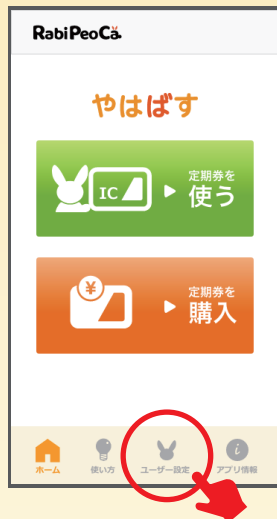 RabiPeoCa
やはばす
IC
定期券を
使う
¥
定期券を
購入
i
ホーム
使い方
ユーザー設定
アプリ情報